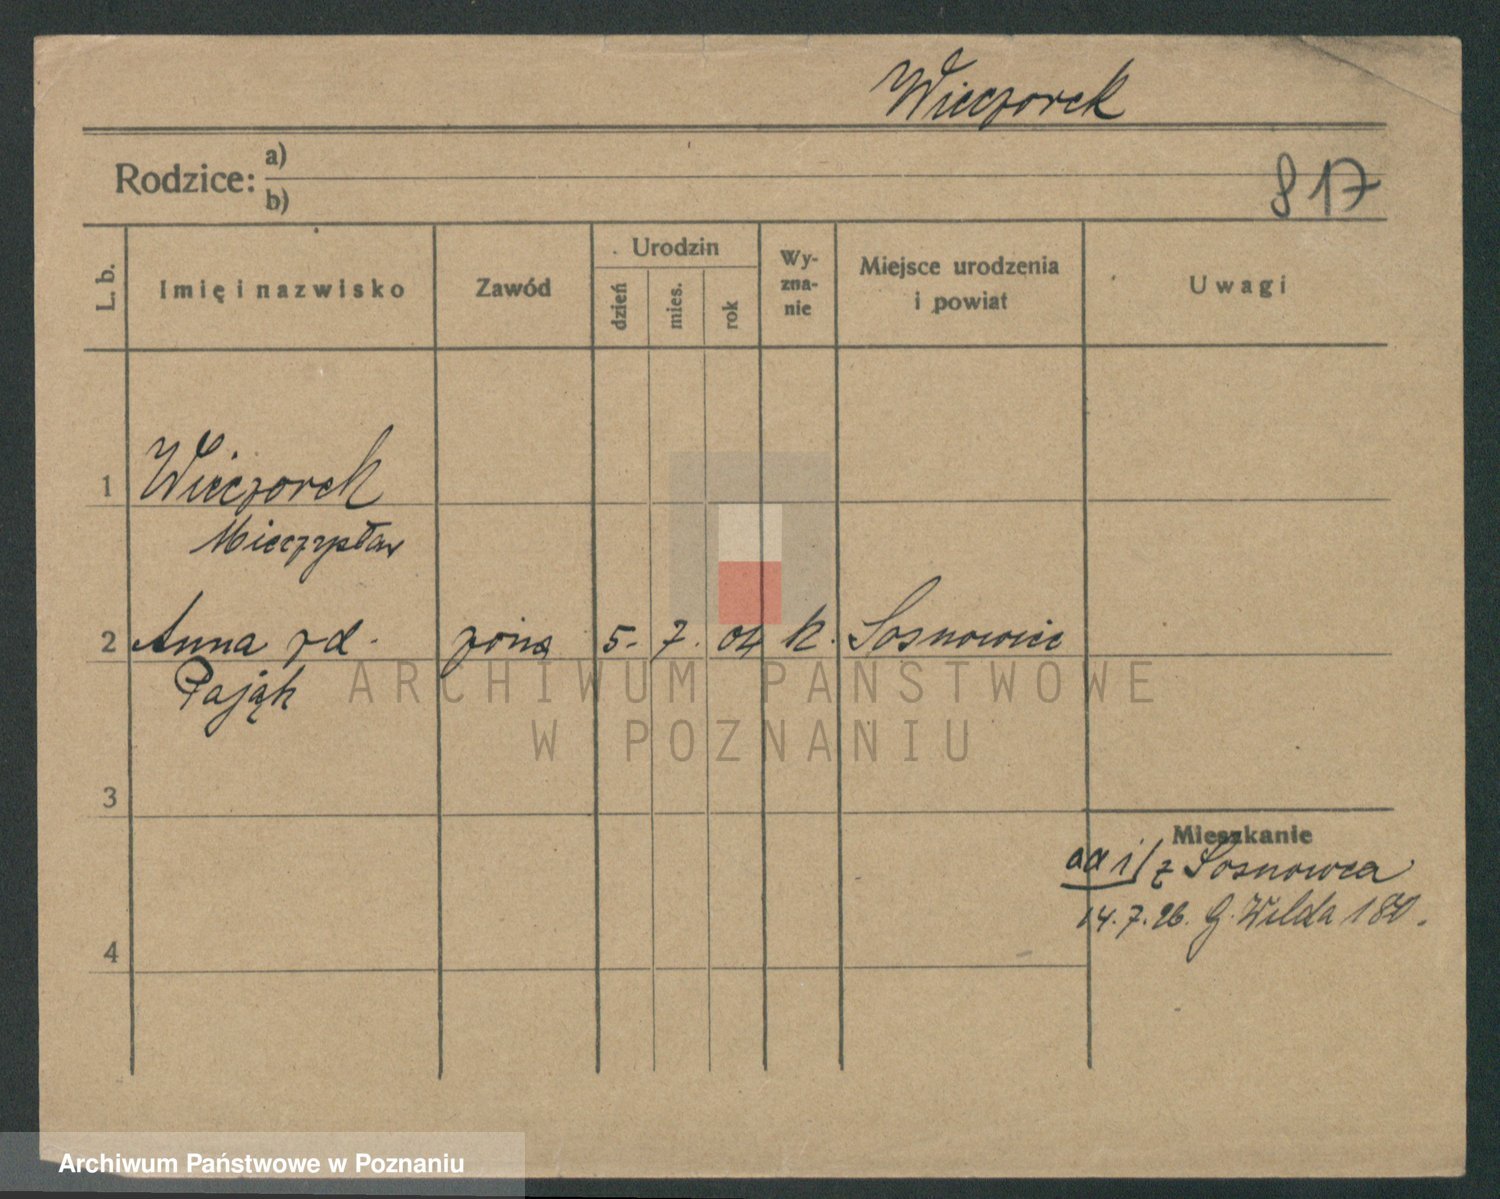 Wieczorek
Rodzice: a)
b)
817
L. b.
Imię i nazwisko
Zawód
Urodzin
dzień
mies.
rok
Wy-
zna-
nie
Miejsce urodzenia
i powiat
Uwagi
1
Wieczorek
Mieczysław
2 Anna rd. żona 5. 7. 04 k. Sosnowice
Pająk
ARCHIWUM PAŃSTWOWE
W POZNANIU
3
Mieszkanie
z Sosnowca
14.7.26. G. Wilda 180.
4
Archiwum Państwowe w Poznaniu